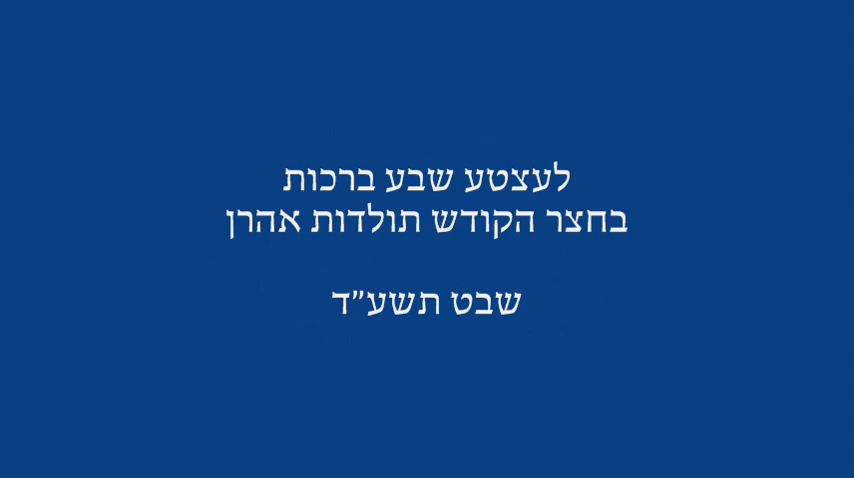 לעצטע שבע ברכות
בחצר הקודש תולדות אהרן
שבט תשע"ד